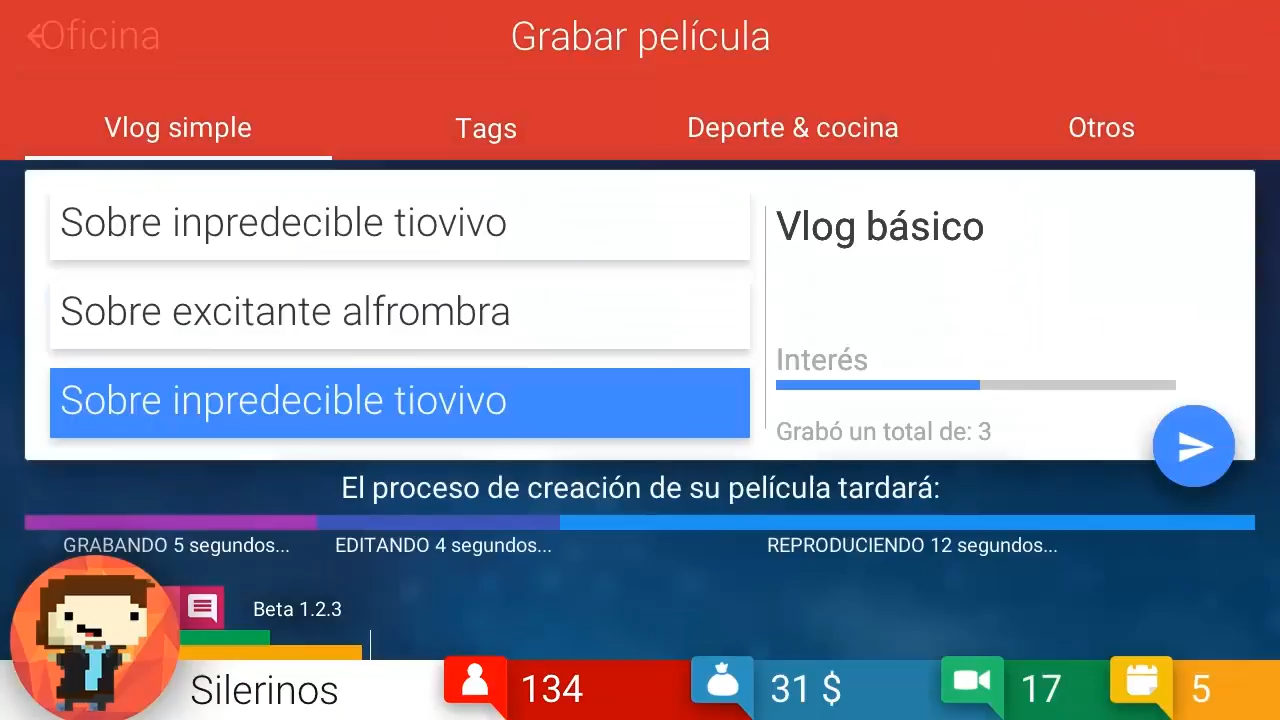 Oficina
Grabar película
Vlog simple
Tags
Deporte & cocina
Otros
Sobre inpredecible tiovivo
Sobre excitante alfrombra
Sobre inpredecible tiovivo
Vlog básico
Interés
Grabó un total de: 3
El proceso de creación de su película tardará:
GRABANDO 5 segundos...
EDITANDO 4 segundos...
REPRODUCIENDO 12 segundos...
Beta 1.2.3
Silerinos
134
31 $
17
5